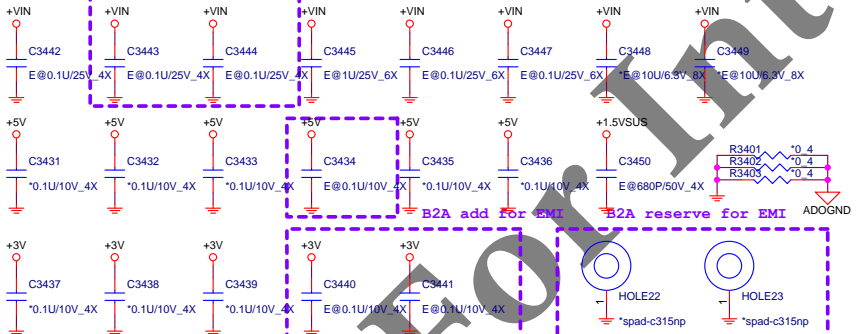 +VIN +VIN +VIN +VIN +VIN +VIN +VIN +VIN
C3442 C3443 C3444 C3445 C3446 C3447 C3448 C3449
E@0.1U/25V_4X E@0.1U/25V_4X E@0.1U/25V_4X E@1U/25V_6X E@0.1U/25V_6X E@0.1U/25V_6X *E@10U/6.3V_8X *E@10U/6.3V_8X
+5V +5V +5V +5V +5V +5V +1.5VSUS
R3401 *0_4
R3402 *0_4
R3403 *0_4
C3431 C3432 C3433 C3434 C3435 C3436 C3450
*0.1U/10V_4X *0.1U/10V_4X *0.1U/10V_4X E@0.1U/10V_4X *0.1U/10V_4X *0.1U/10V_4X E@680P/50V_4X
ADOGND
B2A add for EMI B2A reserve for EMI
+3V +3V +3V +3V +3V
C3437 C3438 C3439 C3440 C3441
HOLE22 HOLE23
1 1
*0.1U/10V_4X *0.1U/10V_4X *0.1U/10V_4X E@0.1U/10V_4X E@0.1U/10V_4X
*spad-c315np *spad-c315np
For Int